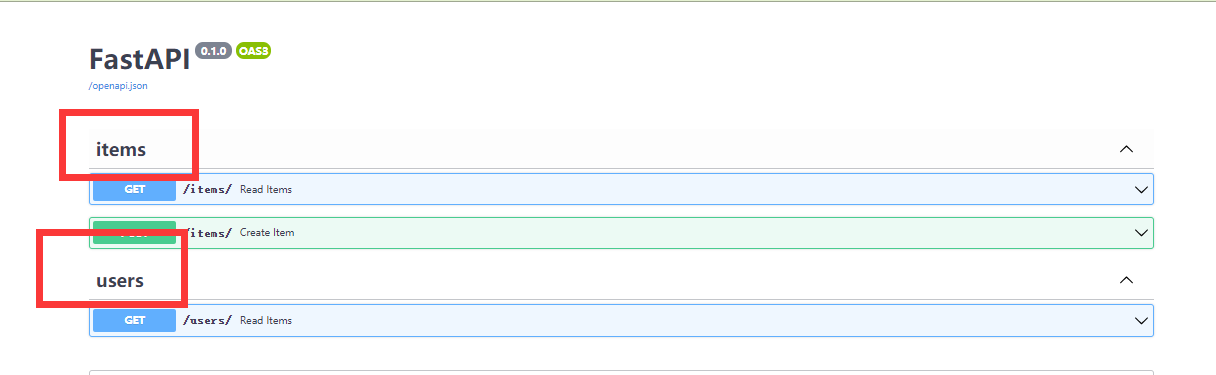 FastAPI 0.1.0 OAS3
/openapi.json
items
GET /items/ Read Items
/items/ Create Item
users
GET /users/ Read Items